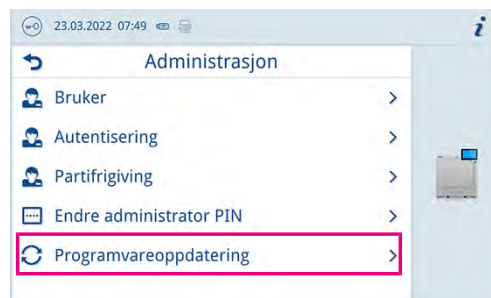 23.03.2022 07:49
Administrasjon
Bruker
Autentisering
Partifrigiving
Endre administrator PIN
Programvareoppdatering